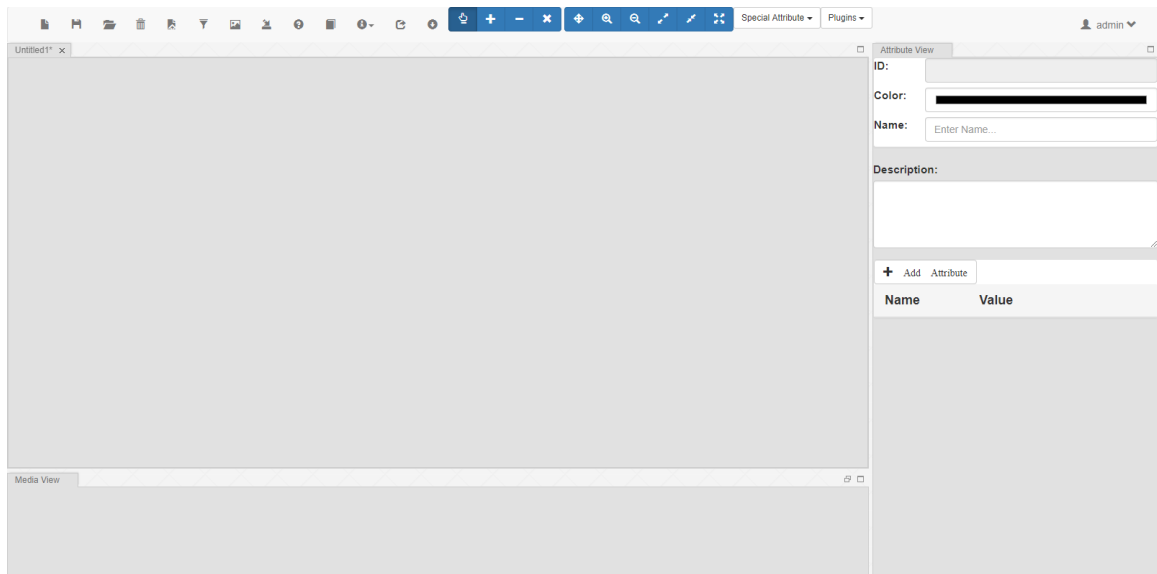 Special Attribute
Plugins
admin
Untitled1* x
Attribute View
ID:
Color:
Name:
Enter Name...
Description:
+ Add Attribute
Name Value
Media View